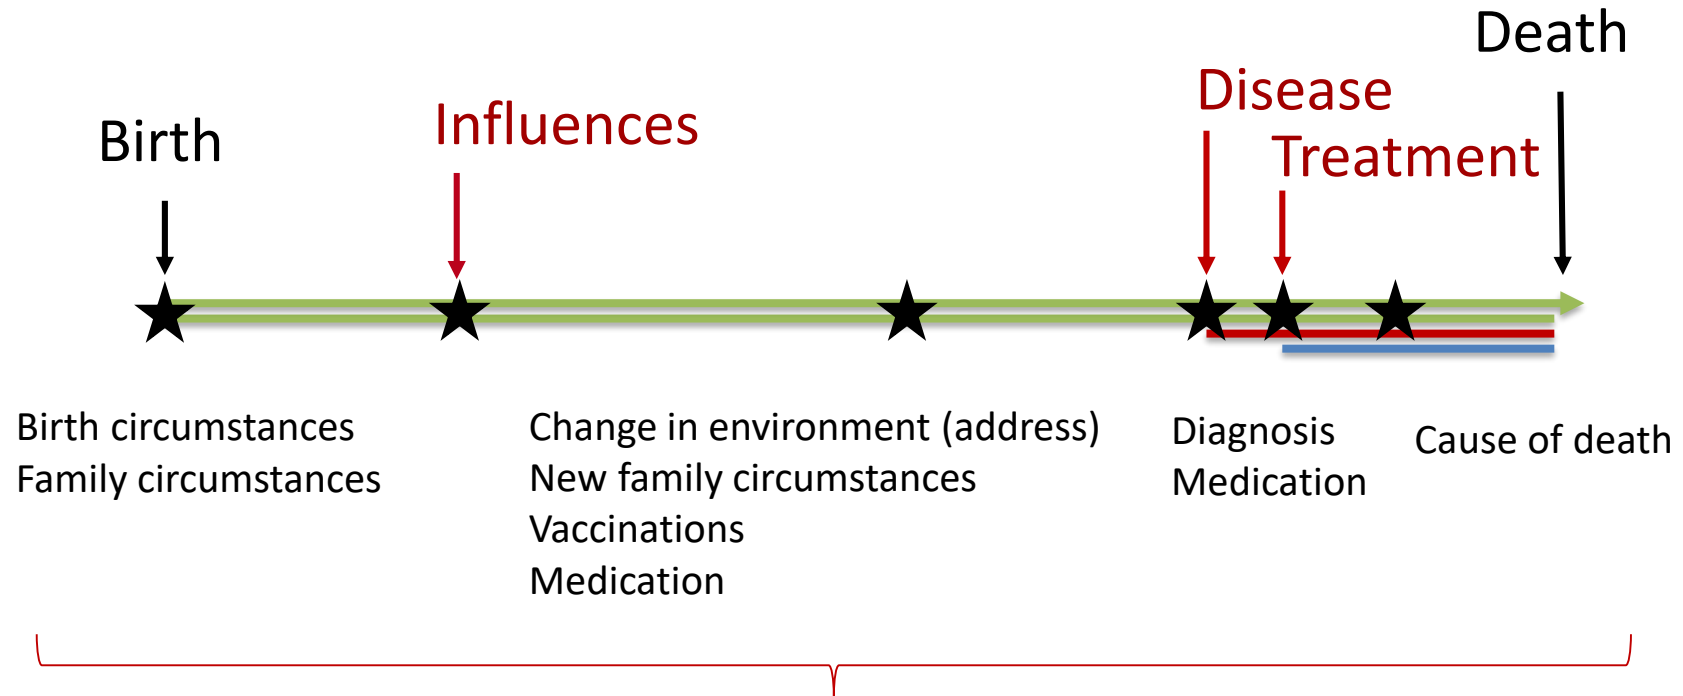 Death
Disease
Influences
Birth
Treatment
Birth circumstances
Family circumstances
Change in environment (address)
New family circumstances
Vaccinations
Medication
Diagnosis
Medication
Cause of death